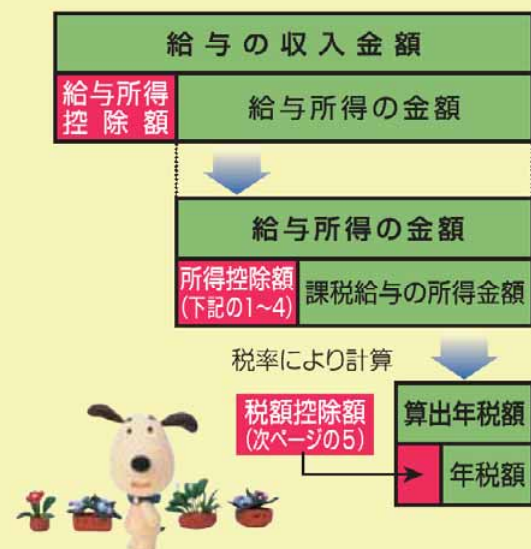 給与の収入金額
給与所得
控除額
給与所得の金額
給与所得の金額
所得控除額
(下記の1~4)
課税給与の所得金額
税率により計算
税額控除額
(次ページの5)
算出年税額
年税額